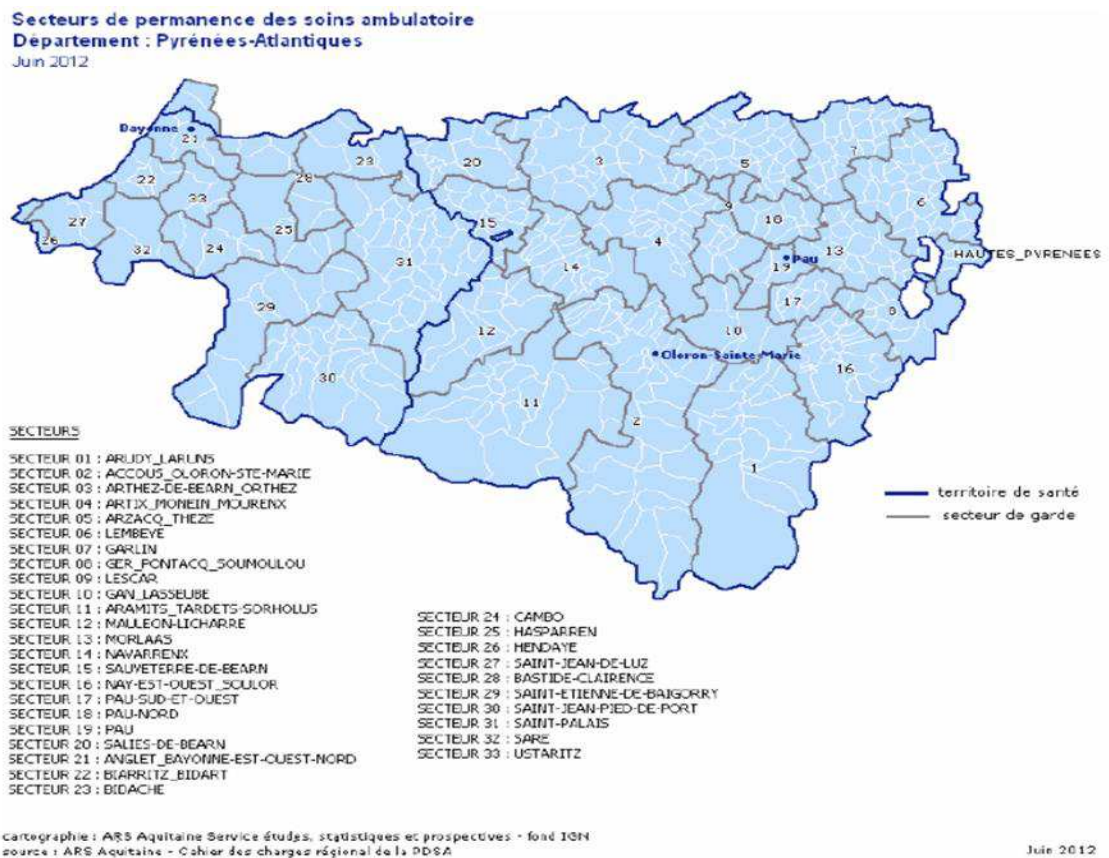 Secteurs de permanence des soins ambulatoire
Département : Pyrénées-Atlantiques
Juin 2012
Bayonne
21
23
20
3
5
7
22
28
33
9
18
6
27
15
25
26
32
24
31
4
13
HAUTES_PYRENEES
14
19
Pau
29
17
8
12
10
Oloron-Sainte-Marie
16
30
11
2
1
SECTEURS
SECTEUR 01 : ARUDY_LARUNS
SECTEUR 02 : ACCOUS_OLORON-STE-MARIE
SECTEUR 03 : ARTHEZ-DE-BEARN_ORTHEZ
SECTEUR 04 : ARTIX_MONEIN_MOURENX
SECTEUR 05 : ARZACQ_THEZE
SECTEUR 06 : LEMBEYE
SECTEUR 07 : GARLIN
SECTEUR 08 : GER_PONTACQ_SOUMOULOU
SECTEUR 09 : LESCAR
SECTEUR 10 : GAN_LASSEUBE
SECTEUR 11 : ARAMITS_TARDETS-SORHOLUS
SECTEUR 12 : MAULEON-LICHARRE
SECTEUR 13 : MORLAAS
SECTEUR 14 : NAVARRENX
SECTEUR 15 : SAUVETERRE-DE-BEARN
SECTEUR 16 : NAY-EST-OUEST_SOULOR
SECTEUR 17 : PAU-SUD-ET-OUEST
SECTEUR 18 : PAU-NORD
SECTEUR 19 : PAU
SECTEUR 20 : SALIES-DE-BEARN
SECTEUR 21 : ANGLET_BAYONNE-EST-OUEST-NORD
SECTEUR 22 : BIARRITZ_BIDART
SECTEUR 23 : BIDACHE
SECTEUR 24 : CAMBO
SECTEUR 25 : HASPARREN
SECTEUR 26 : HENDAYE
SECTEUR 27 : SAINT-JEAN-DE-LUZ
SECTEUR 28 : BASTIDE-CLAIRENCE
SECTEUR 29 : SAINT-ETIENNE-DE-BAIGORRY
SECTEUR 30 : SAINT-JEAN-PIED-DE-PORT
SECTEUR 31 : SAINT-PALAIS
SECTEUR 32 : SARE
SECTEUR 33 : USTARITZ
territoire de santé
secteur de garde
cartographie : ARS Aquitaine Service études, statistiques et prospectives - fond IGN
source : ARS Aquitaine - Cahier des charges régional de la PDSA
Juin 2012